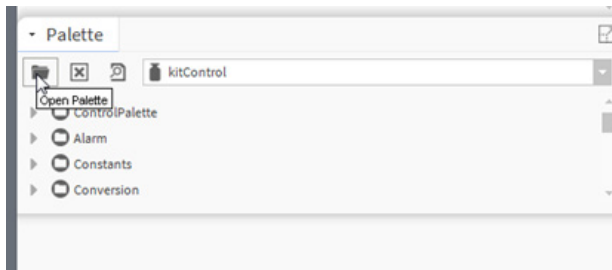 Palette
kitControl
Open Palette
ControlPalette
Alarm
Constants
Conversion